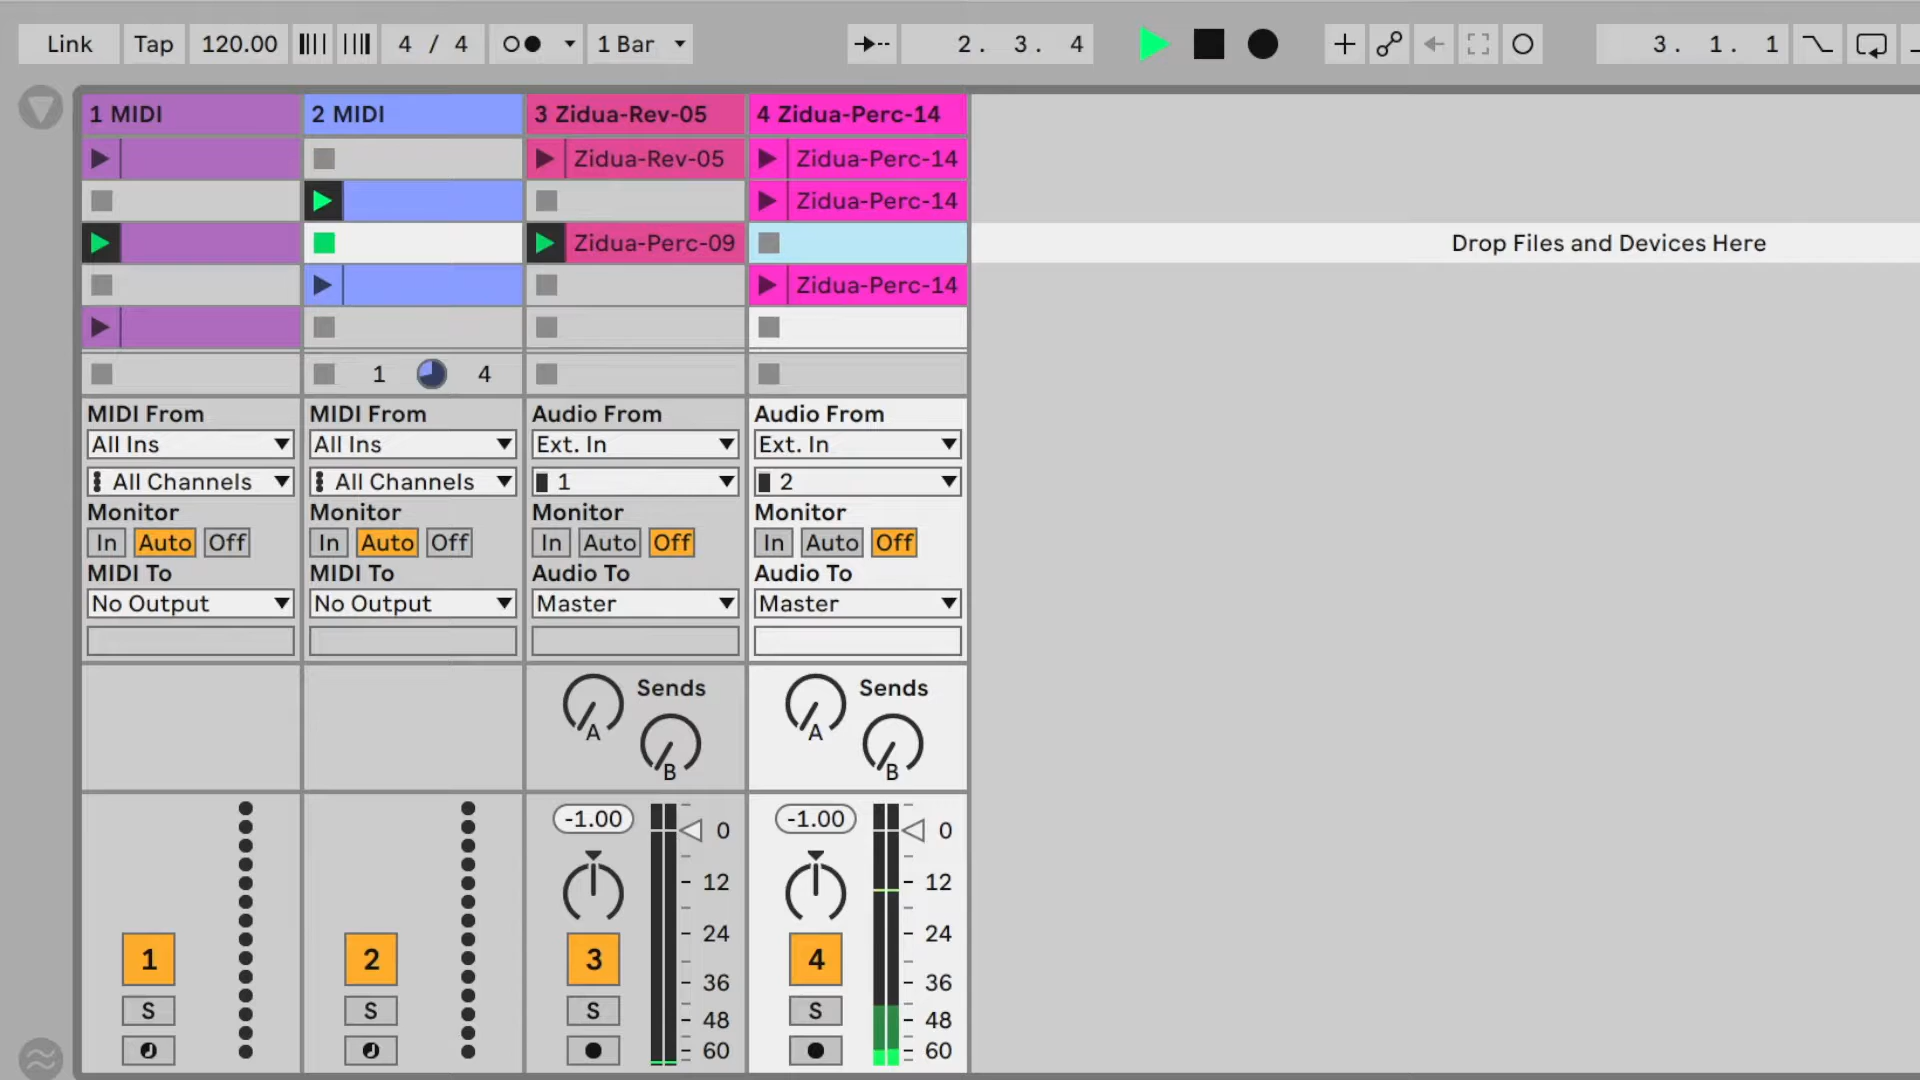 Link Tap 120.00 4 / 4 1 Bar 2. 3. 4 3. 1. 1
1 MIDI 2 MIDI 3 Zidua-Rev-05 4 Zidua-Perc-14
Zidua-Rev-05 Zidua-Perc-14
Zidua-Perc-14
Zidua-Perc-09 Drop Files and Devices Here
Zidua-Perc-14
1 4
MIDI From MIDI From Audio From Audio From
All Ins All Ins Ext. In Ext. In
All Channels All Channels 1 2
Monitor Monitor Monitor Monitor
In Auto Off In Auto Off In Auto Off In Auto Off
MIDI To MIDI To Audio To Audio To
No Output No Output Master Master
Sends Sends
A A
B B
-1.00 0 -1.00 0
12 12
24 24
1 2 3 4
36 36
S S S S
48 48
60 60